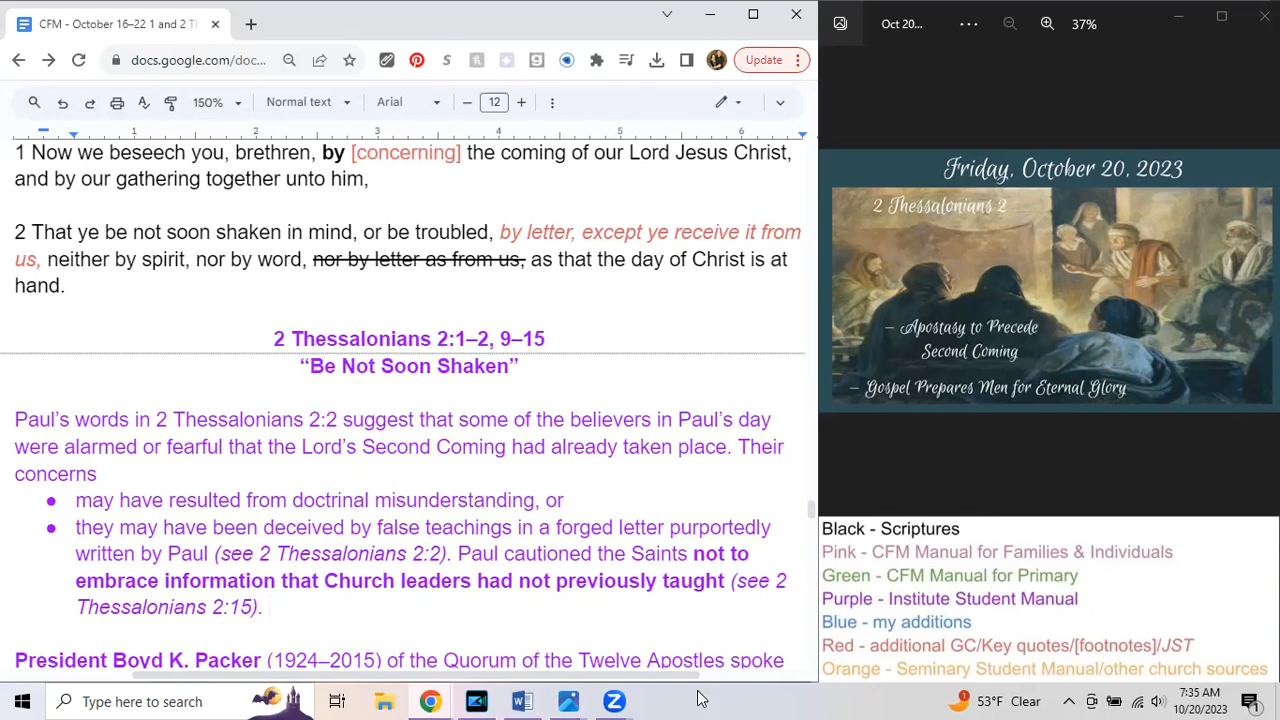 CFM - October 16–22 1 and 2 Th
docs.google.com/doc...
Update
150%
Normal text
Arial
12
1 2 3 4 5 6
1 Now we beseech you, brethren, by [concerning] the coming of our Lord Jesus Christ,
and by our gathering together unto him,
2 That ye be not soon shaken in mind, or be troubled, by letter, except ye receive it from
us, neither by spirit, nor by word, nor by letter as from us, as that the day of Christ is at
hand.
2 Thessalonians 2:1–2, 9–15
“Be Not Soon Shaken”
Paul’s words in 2 Thessalonians 2:2 suggest that some of the believers in Paul’s day
were alarmed or fearful that the Lord’s Second Coming had already taken place. Their
concerns
● may have resulted from doctrinal misunderstanding, or
● they may have been deceived by false teachings in a forged letter purportedly
written by Paul (see 2 Thessalonians 2:2). Paul cautioned the Saints not to
embrace information that Church leaders had not previously taught (see 2
Thessalonians 2:15).
President Boyd K. Packer (1924–2015) of the Quorum of the Twelve Apostles spoke
Oct 20...
37%
Friday, October 20, 2023
2 Thessalonians 2
– Apostasy to Precede
Second Coming
– Gospel Prepares Men for Eternal Glory
Black - Scriptures
Pink - CFM Manual for Families & Individuals
Green - CFM Manual for Primary
Purple - Institute Student Manual
Blue - my additions
Red - additional GC/Key quotes/[footnotes]/JST
Orange - Seminary Student Manual/other church sources
Type here to search
1
53°F Clear
7:35 AM
10/20/2023
1